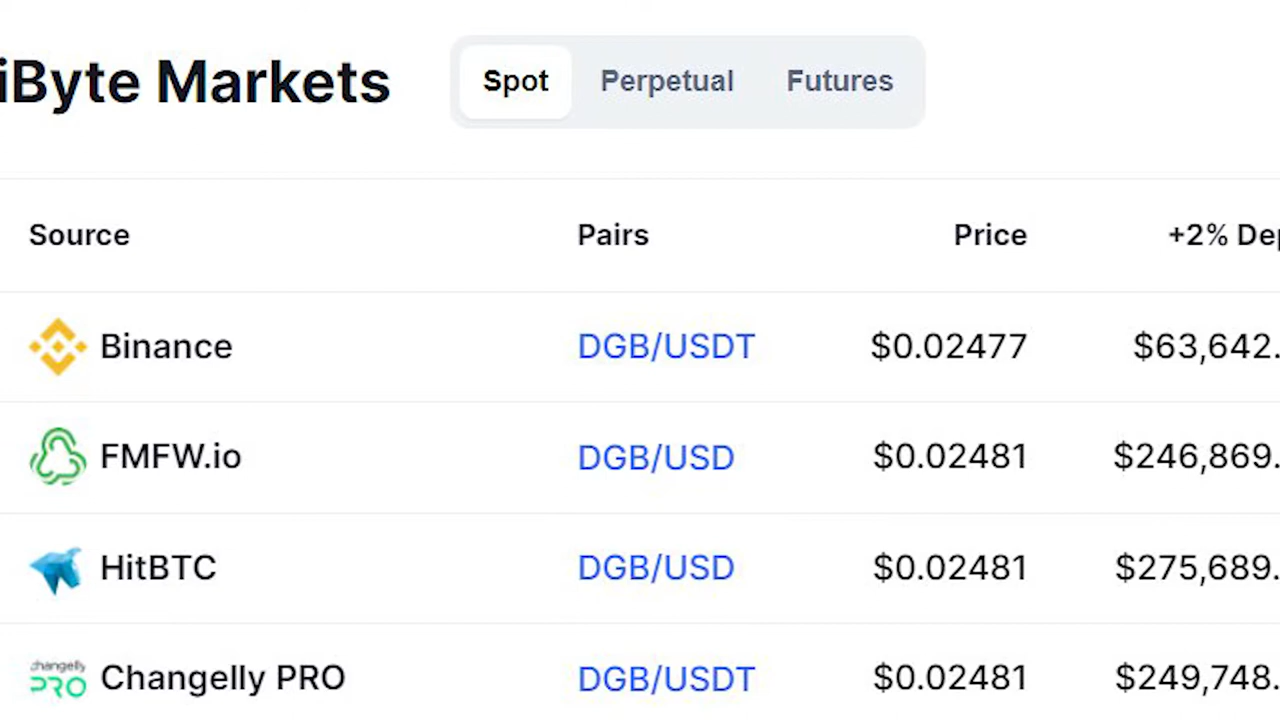 iByte Markets Spot Perpetual Futures
Source Pairs Price +2% Dep
Binance DGB/USDT $0.02477 $63,642.
FMFW.io DGB/USD $0.02481 $246,869.
HitBTC DGB/USD $0.02481 $275,689.
changelly PRO Changelly PRO DGB/USDT $0.02481 $249,748.